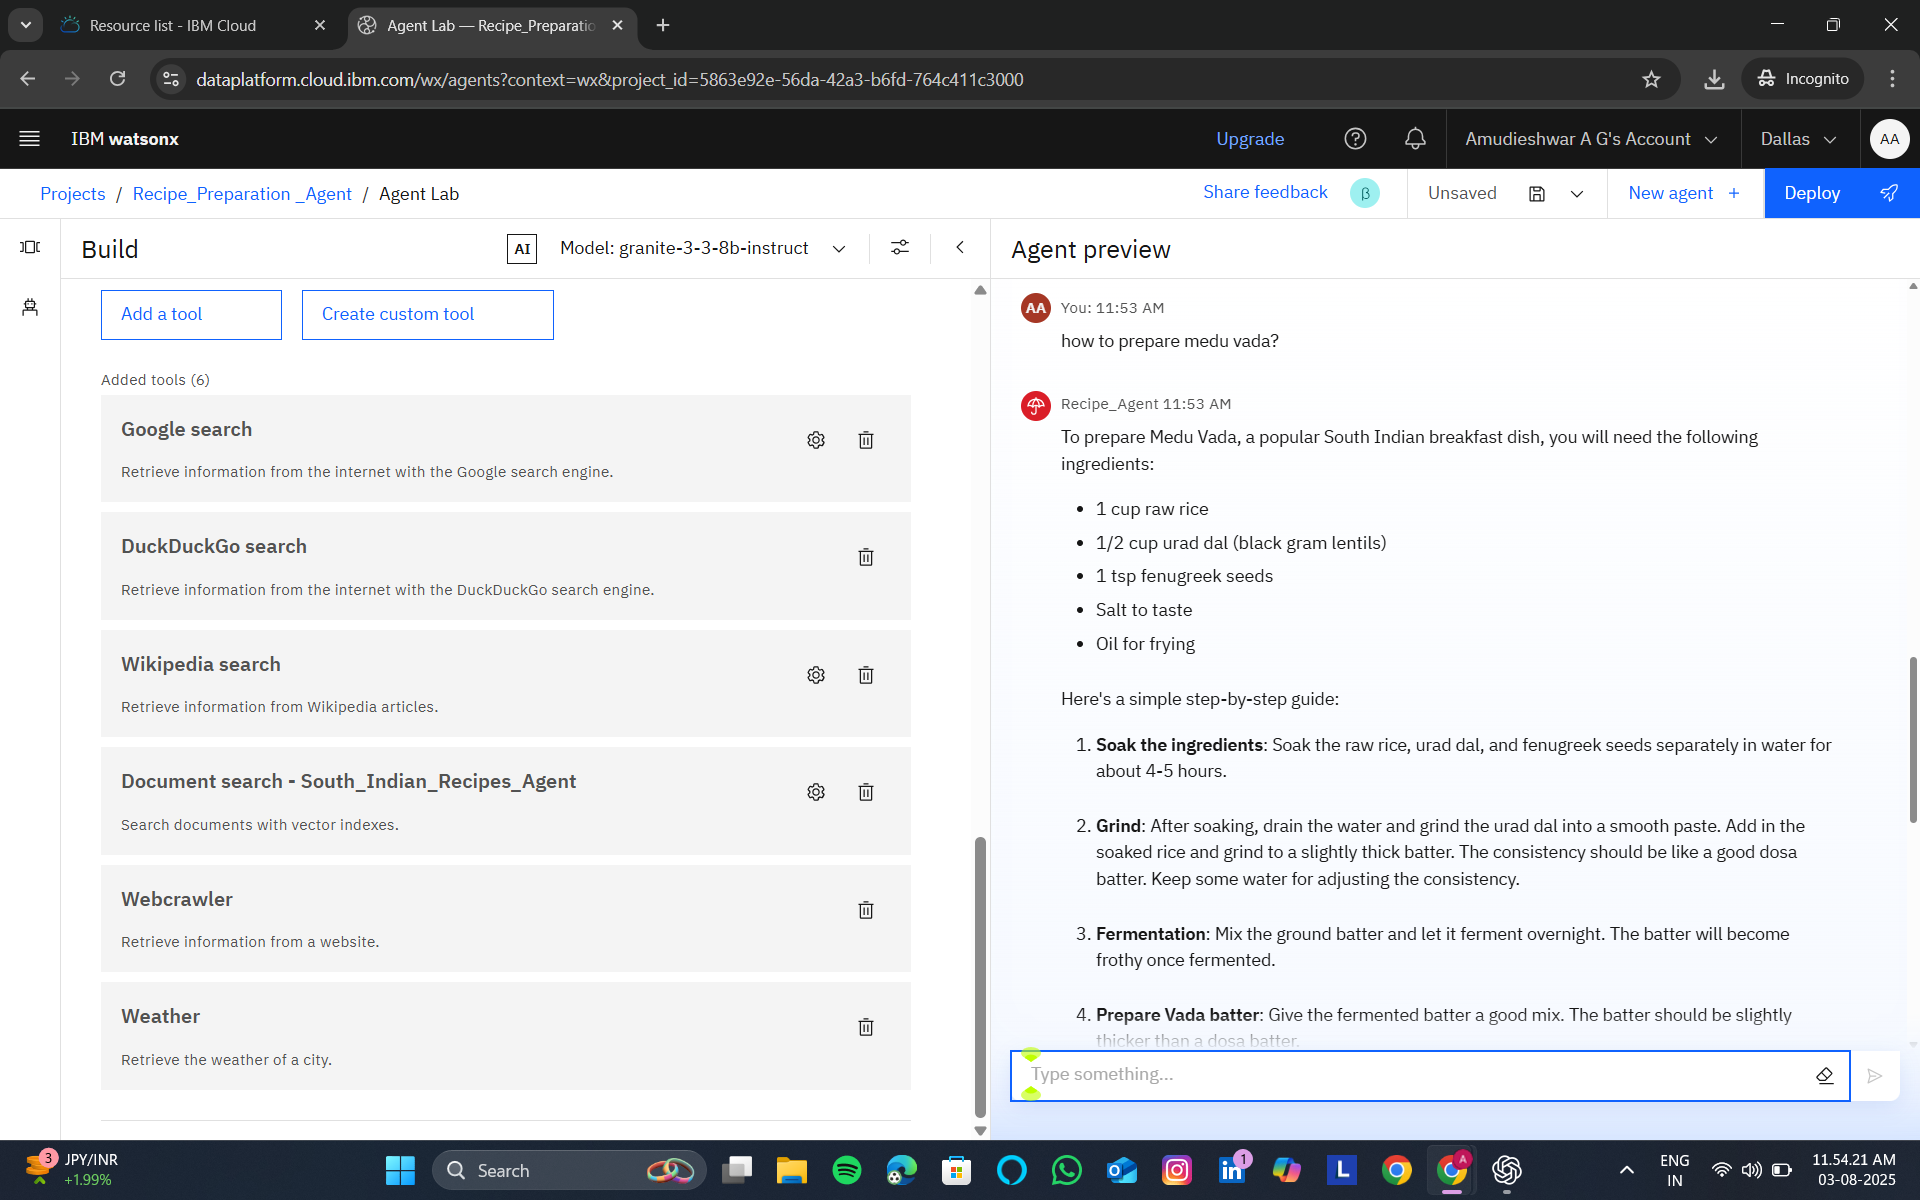 Resource list - IBM Cloud
Agent Lab — Recipe_Preparatio
dataplatform.cloud.ibm.com/wx/agents?context=wx&project_id=5863e92e-56da-42a3-b6fd-764c411c3000
Incognito
IBM watsonx
Upgrade
Amudieshwar A G's Account
Dallas
AA
Projects / Recipe_Preparation _Agent / Agent Lab
Share feedback
β
Unsaved
New agent +
Deploy
Build
AI
Model: granite-3-3-8b-instruct
Agent preview
Add a tool
Create custom tool
Added tools (6)
Google search
Retrieve information from the internet with the Google search engine.
DuckDuckGo search
Retrieve information from the internet with the DuckDuckGo search engine.
Wikipedia search
Retrieve information from Wikipedia articles.
Document search - South_Indian_Recipes_Agent
Search documents with vector indexes.
Webcrawler
Retrieve information from a website.
Weather
Retrieve the weather of a city.
AA
You: 11:53 AM
how to prepare medu vada?
Recipe_Agent 11:53 AM
To prepare Medu Vada, a popular South Indian breakfast dish, you will need the following
ingredients:
• 1 cup raw rice
• 1/2 cup urad dal (black gram lentils)
• 1 tsp fenugreek seeds
• Salt to taste
• Oil for frying
Here's a simple step-by-step guide:
1. Soak the ingredients: Soak the raw rice, urad dal, and fenugreek seeds separately in water for
about 4-5 hours.
2. Grind: After soaking, drain the water and grind the urad dal into a smooth paste. Add in the
soaked rice and grind to a slightly thick batter. The consistency should be like a good dosa
batter. Keep some water for adjusting the consistency.
3. Fermentation: Mix the ground batter and let it ferment overnight. The batter will become
frothy once fermented.
4. Prepare Vada batter: Give the fermented batter a good mix. The batter should be slightly
thicker than a dosa batter.
Type something...
3
JPY/INR
+1.99%
Search
1
L
A
ENG
IN
11.54.21 AM
03-08-2025